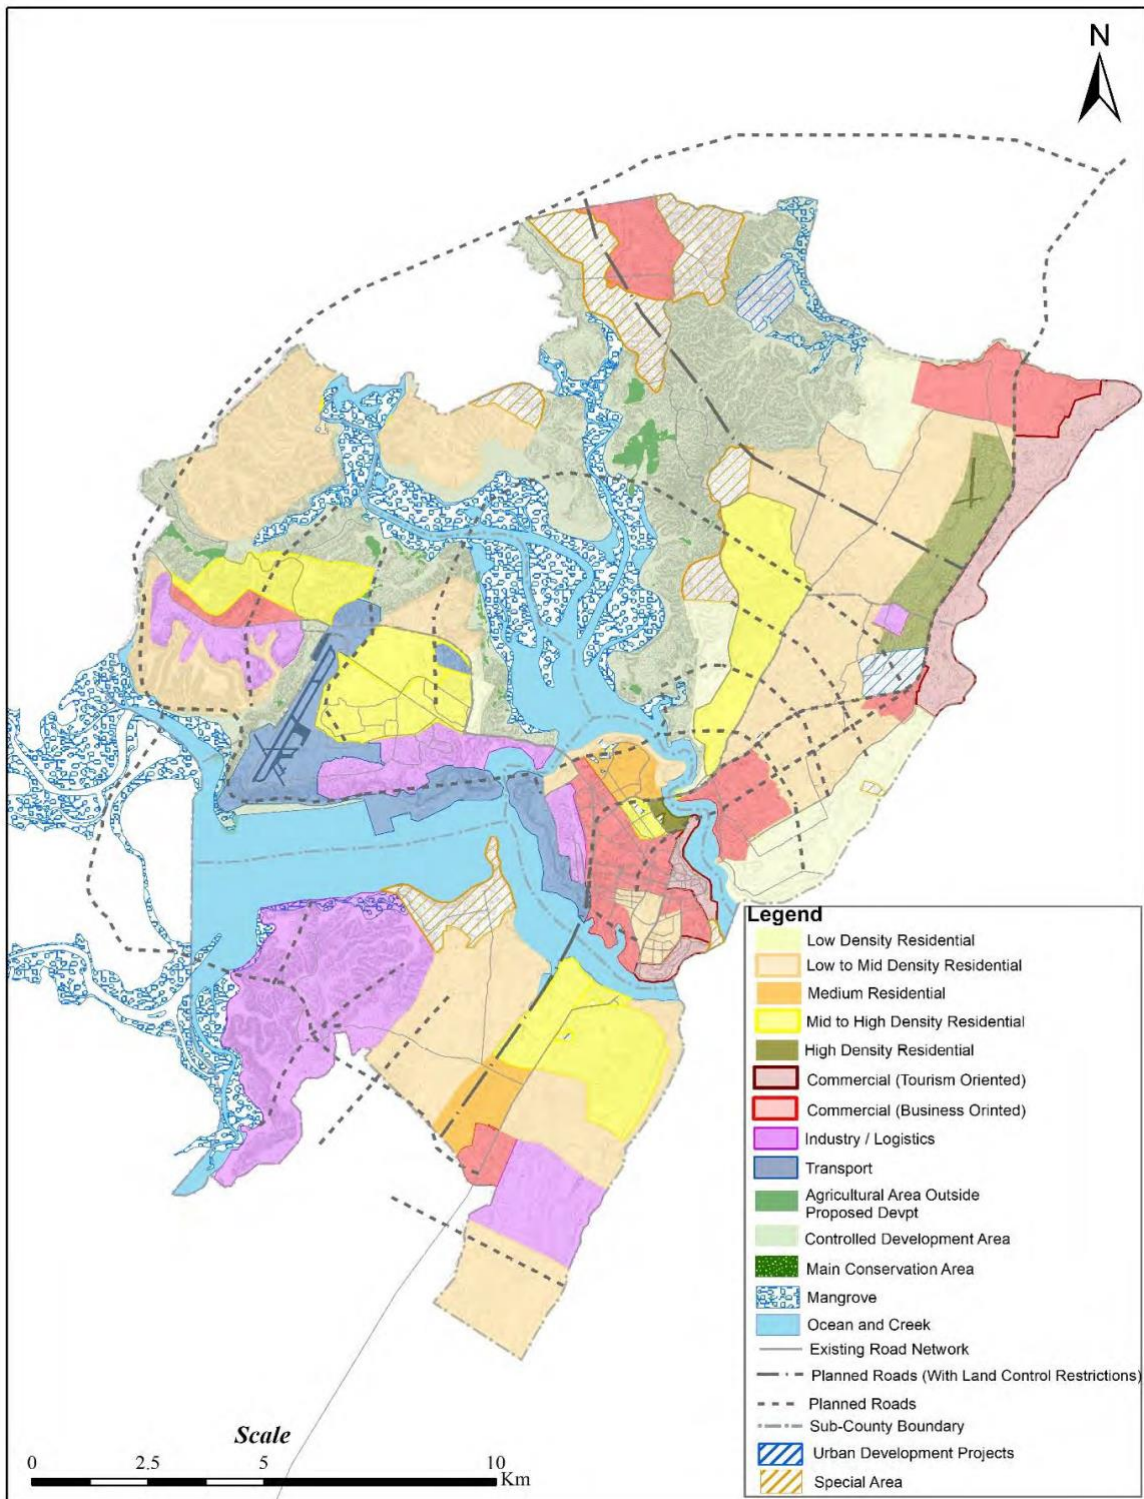 N
Legend
Low Density Residential
Low to Mid Density Residential
Medium Residential
Mid to High Density Residential
High Density Residential
Commercial (Tourism Oriented)
Commercial (Business Orinted)
Industry / Logistics
Transport
Agricultural Area Outside
Proposed Devpt
Controlled Development Area
Main Conservation Area
Mangrove
Ocean and Creek
Existing Road Network
Planned Roads (With Land Control Restrictions)
Planned Roads
Sub-County Boundary
Urban Development Projects
Special Area
Scale
0 2.5 5 10
Km